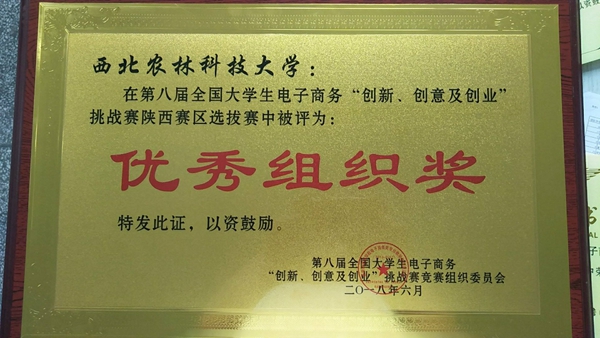 西北农林科技大学：
在第八届全国大学生电子商务“创新、创意及创业”
挑战赛陕西赛区选拔赛中被评为：
优秀组织奖
特发此证，以资鼓励。
第八届全国大学生电子商务
“创新、创意及创业”挑战赛竞赛组织委员会
二〇一八年六月
书